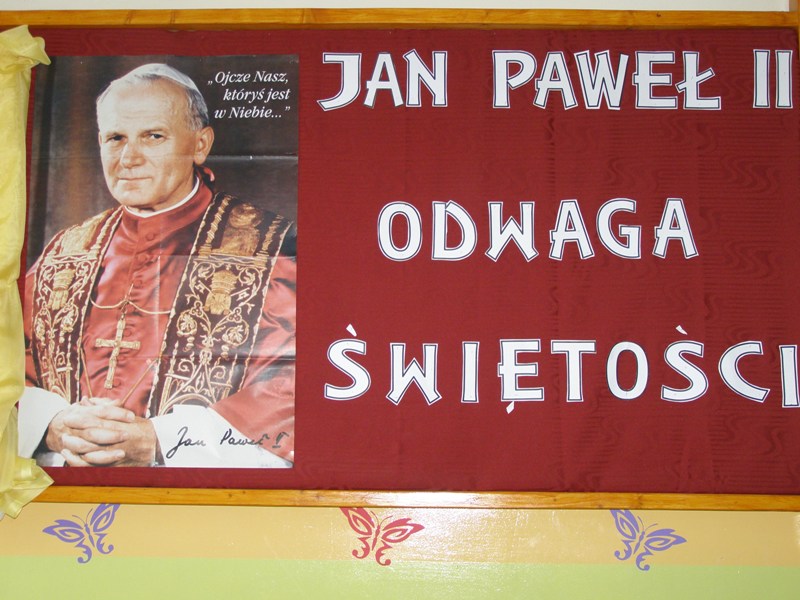 „Ojcze Nasz,
któryś jest
w Niebie..."
Jan Paweł II
JAN PAWEŁ II
ODWAGA
ŚWIĘTOŚCI